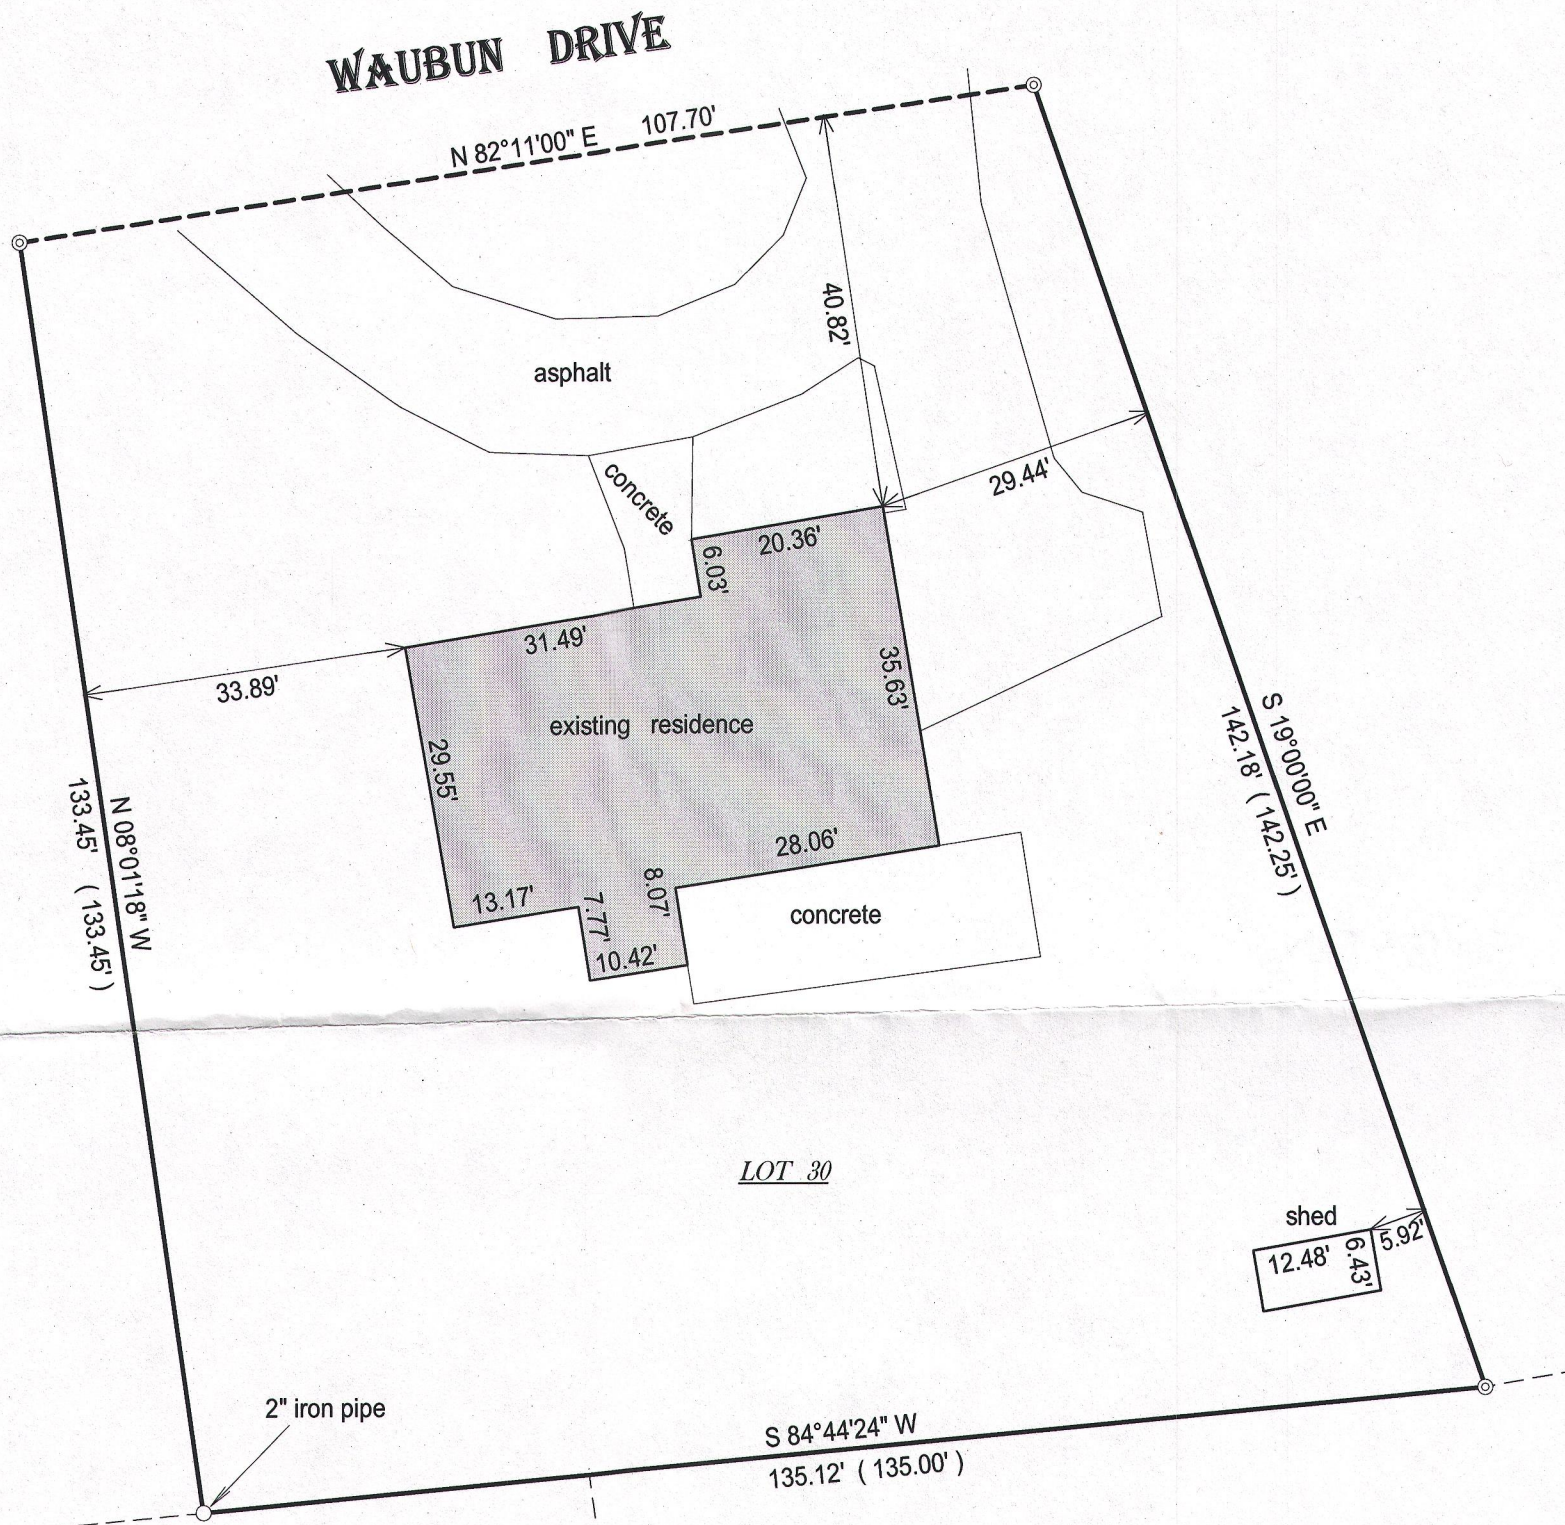 WAUBUN DRIVE
N 82°11'00" E 107.70'
40.82'
asphalt
concrete
29.44'
20.36'
6.03'
31.49'
33.89'
35.63'
existing residence
29.55'
S 19°00'00" E
142.18' ( 142.25' )
N 08°01'18" W
133.45' ( 133.45' )
28.06'
8.07'
13.17'
7.77'
10.42'
concrete
LOT 30
shed
12.48'
6.43'
5.92'
2" iron pipe
S 84°44'24" W
135.12' ( 135.00' )